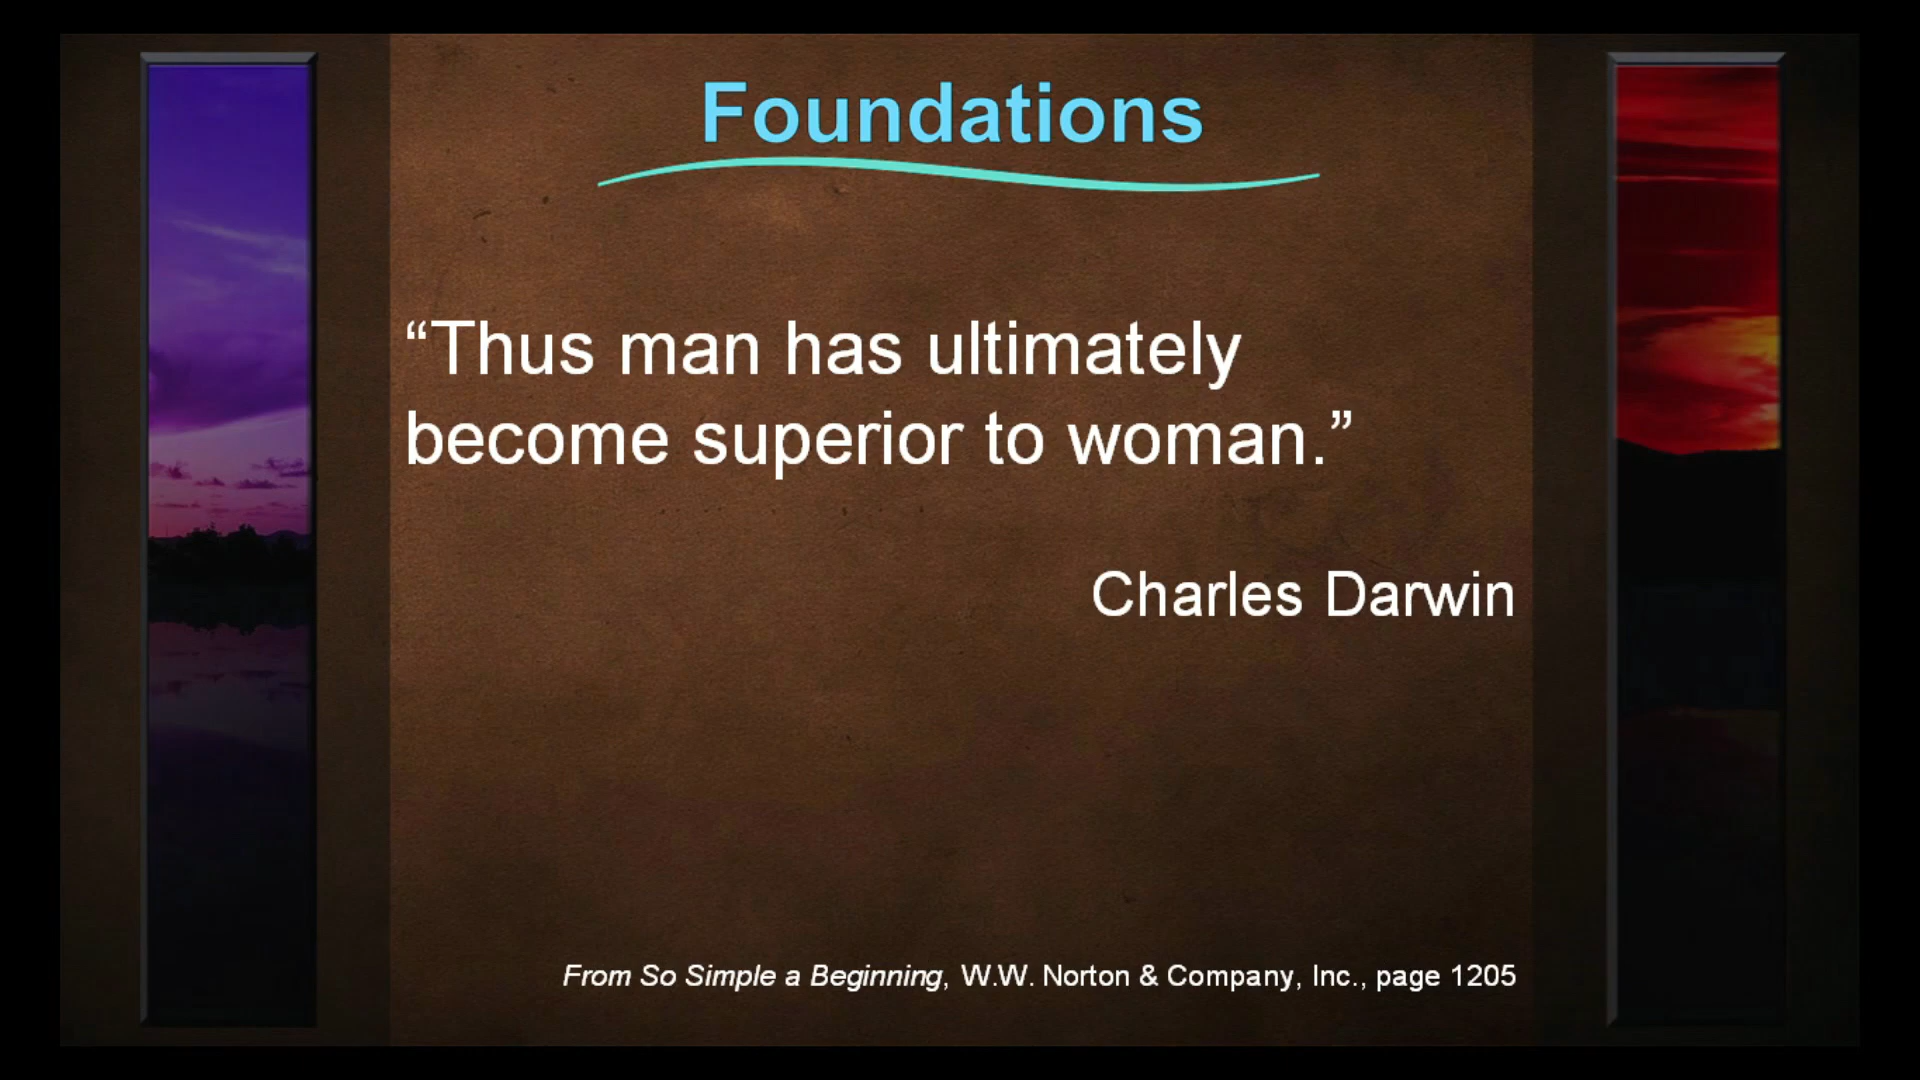 Foundations
“Thus man has ultimately
become superior to woman.”
Charles Darwin
From So Simple a Beginning, W.W. Norton & Company, Inc., page 1205